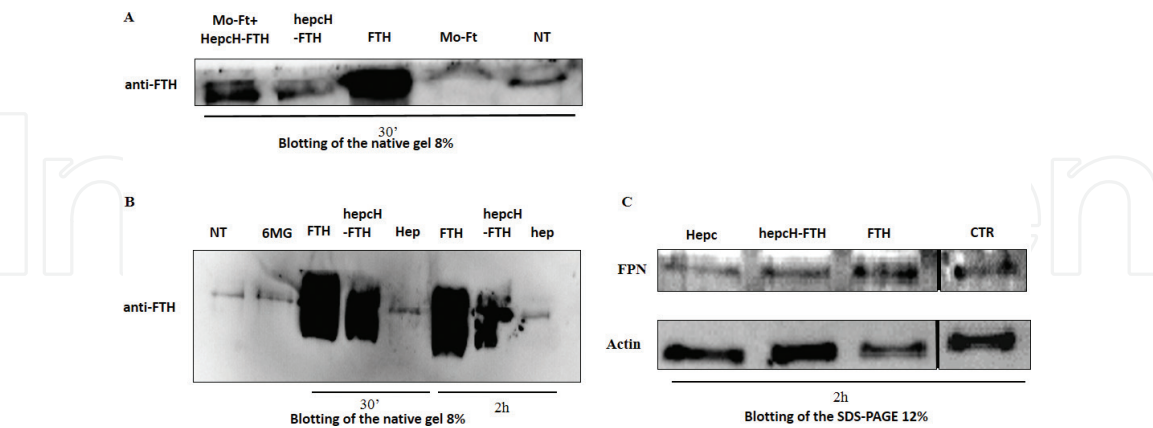 A
Mo-Ft+ hepcH
HepcH-FTH -FTH FTH Mo-Ft NT
anti-FTH
30'
Blotting of the native gel 8%
B
hepcH hepcH
NT 6MG FTH -FTH Hep FTH -FTH hep
anti-FTH
30' 2h
Blotting of the native gel 8%
C
Hepc hepcH-FTH FTH CTR
FPN
Actin
2h
Blotting of the SDS-PAGE 12%